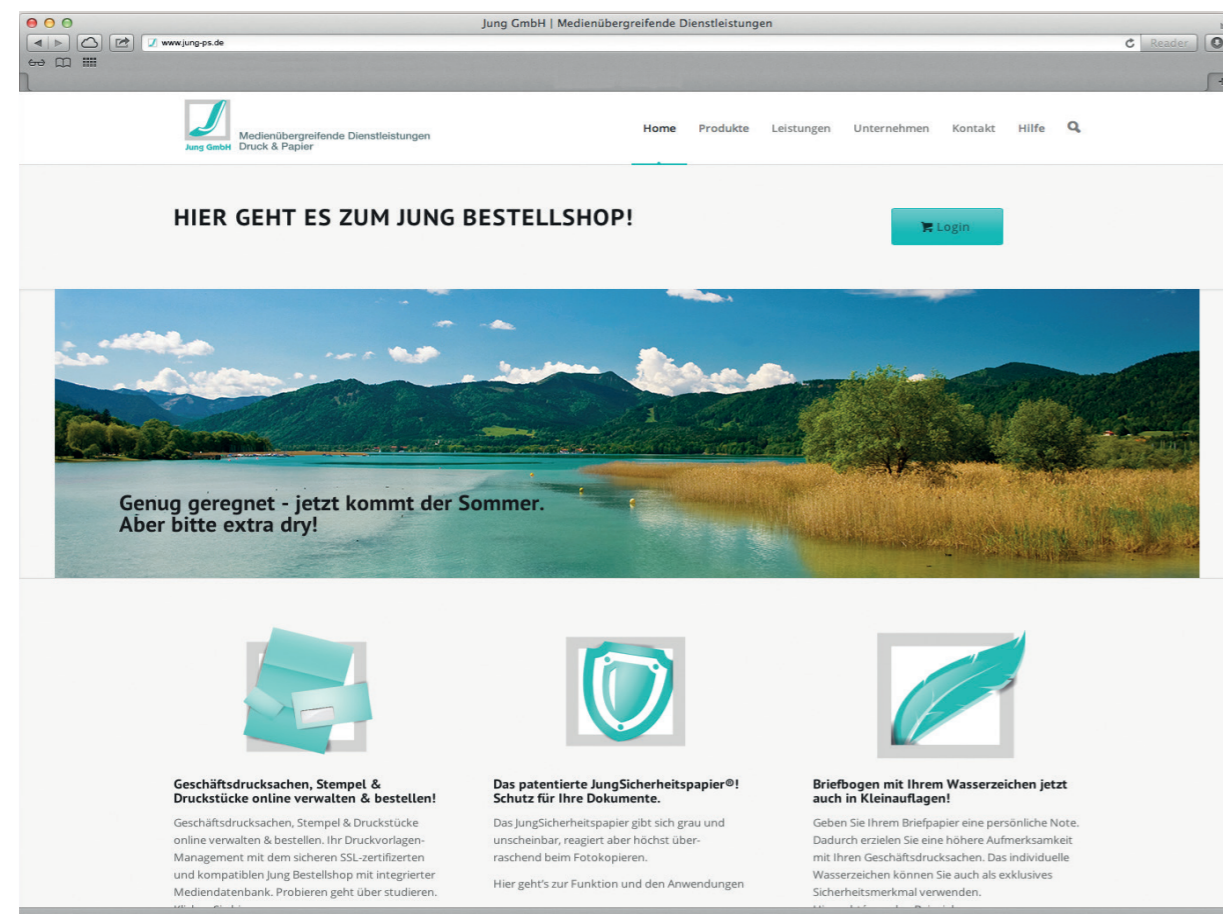 Jung GmbH | Medienübergreifende Dienstleistungen
www.jung-ps.de
Reader
Jung GmbH
Medienübergreifende Dienstleistungen
Druck & Papier
Home Produkte Leistungen Unternehmen Kontakt Hilfe
HIER GEHT ES ZUM JUNG BESTELLSHOP!
Login
Genug geregnet - jetzt kommt der Sommer.
Aber bitte extra dry!
Geschäftsdrucksachen, Stempel &
Druckstücke online verwalten & bestellen!
Geschäftsdrucksachen, Stempel & Druckstücke
online verwalten & bestellen. Ihr Druckvorlagen-
Management mit dem sicheren SSL-zertifizerten
und kompatiblen Jung Bestellshop mit integrierter
Mediendatenbank. Probieren geht über studieren.
Das patentierte JungSicherheitspapier®!
Schutz für Ihre Dokumente.
Das JungSicherheitspapier gibt sich grau und
unscheinbar, reagiert aber höchst über-
raschend beim Fotokopieren.
Hier geht's zur Funktion und den Anwendungen
Briefbogen mit Ihrem Wasserzeichen jetzt
auch in Kleinauflagen!
Geben Sie Ihrem Briefpapier eine persönliche Note.
Dadurch erzielen Sie eine höhere Aufmerksamkeit
mit Ihren Geschäftsdrucksachen. Das individuelle
Wasserzeichen können Sie auch als exklusives
Sicherheitsmerkmal verwenden.